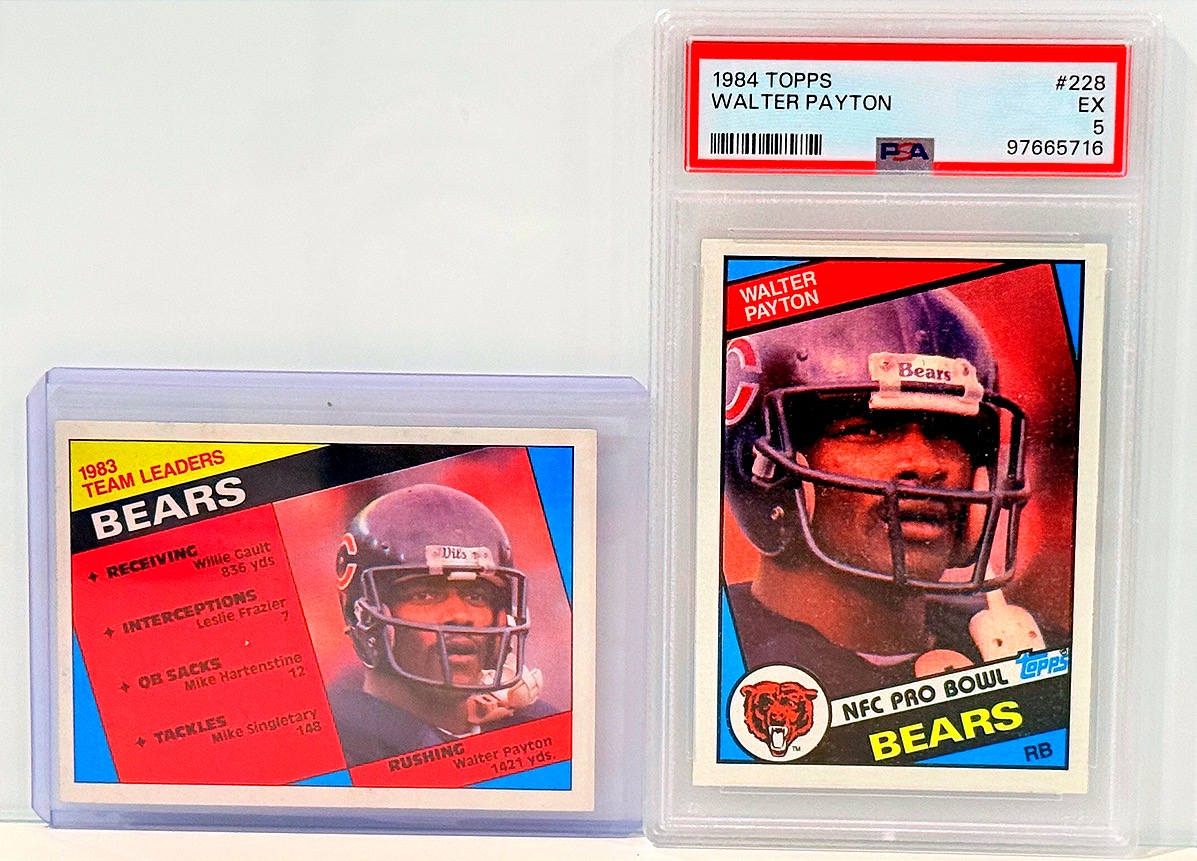 1983
TEAM LEADERS
BEARS
✦ RECEIVING
Willie Gault
836 yds
✦ INTERCEPTIONS
Leslie Frazier
7
✦ QB SACKS
Mike Hartenstine
12
✦ TACKLES
Mike Singletary
148
Wils
RUSHING
Walter Payton
1421 yds.
1984 TOPPS #228
WALTER PAYTON EX
5
PSA 97665716
WALTER
PAYTON
Bears
topps
NFC PRO BOWL
BEARS
RB
TM